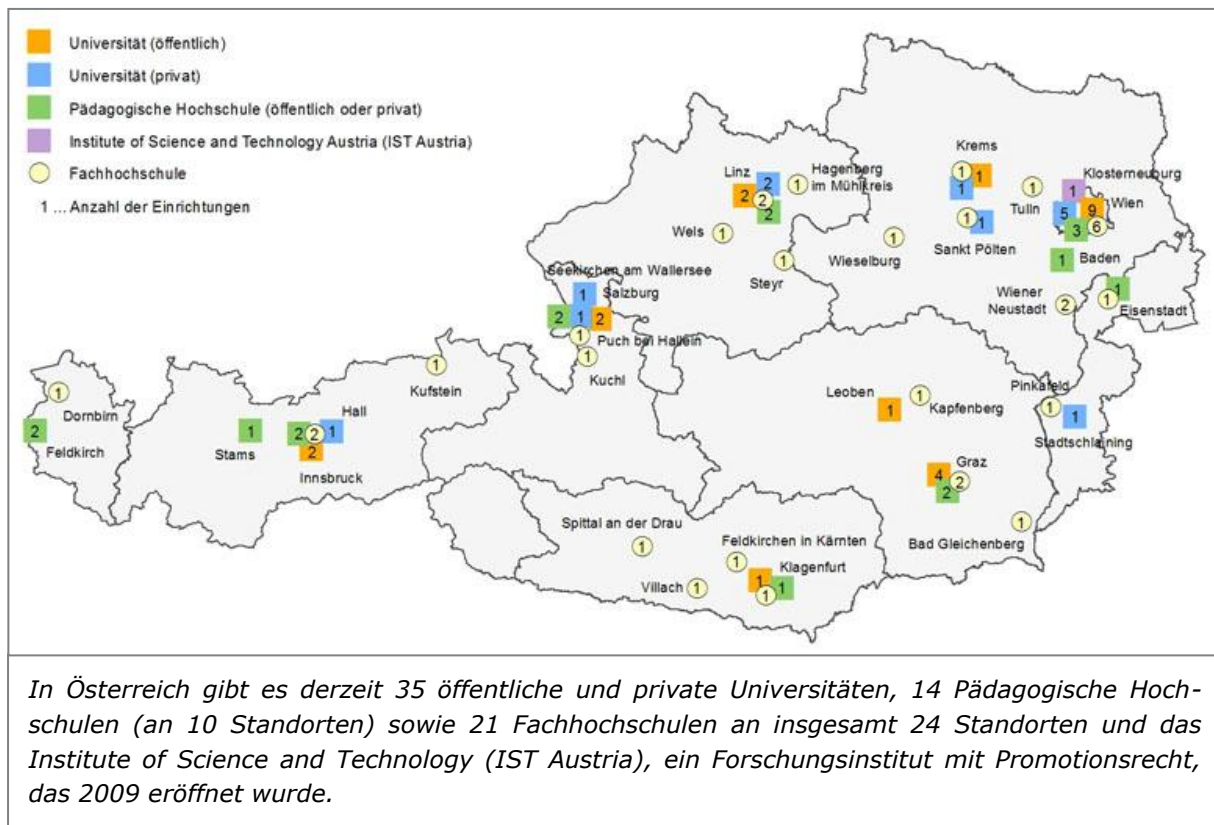 Universität (öffentlich)
Universität (privat)
Pädagogische Hochschule (öffentlich oder privat)
Institute of Science and Technology Austria (IST Austria)
Fachhochschule
1 ... Anzahl der Einrichtungen
Krems
1
1
1
Klosterneuburg
1
Tulln
1
Wien
5
9
3
6
Linz
2
2
2
2
Hagenberg
im Mühlkreis
1
Wels
1
Steyr
1
Wieselburg
1
Sankt Pölten
1
1
Baden
1
Wiener
Neustadt
2
Eisenstadt
1
1
Seekirchen am Wallersee
1
Salzburg
2
1
2
Puch bei Hallein
1
Kuchl
1
Kufstein
1
Dornbirn
1
Feldkirch
2
Stams
1
Hall
1
2
2
2
Innsbruck
Leoben
1
Kapfenberg
1
Pinkafeld
1
Stadtschlaining
1
Graz
4
2
2
Bad Gleichenberg
1
Spittal an der Drau
1
Feldkirchen in Kärnten
1
Villach
1
Klagenfurt
1
1
1
In Österreich gibt es derzeit 35 öffentliche und private Universitäten, 14 Pädagogische Hoch-
schulen (an 10 Standorten) sowie 21 Fachhochschulen an insgesamt 24 Standorten und das
Institute of Science and Technology (IST Austria), ein Forschungsinstitut mit Promotionsrecht,
das 2009 eröffnet wurde.